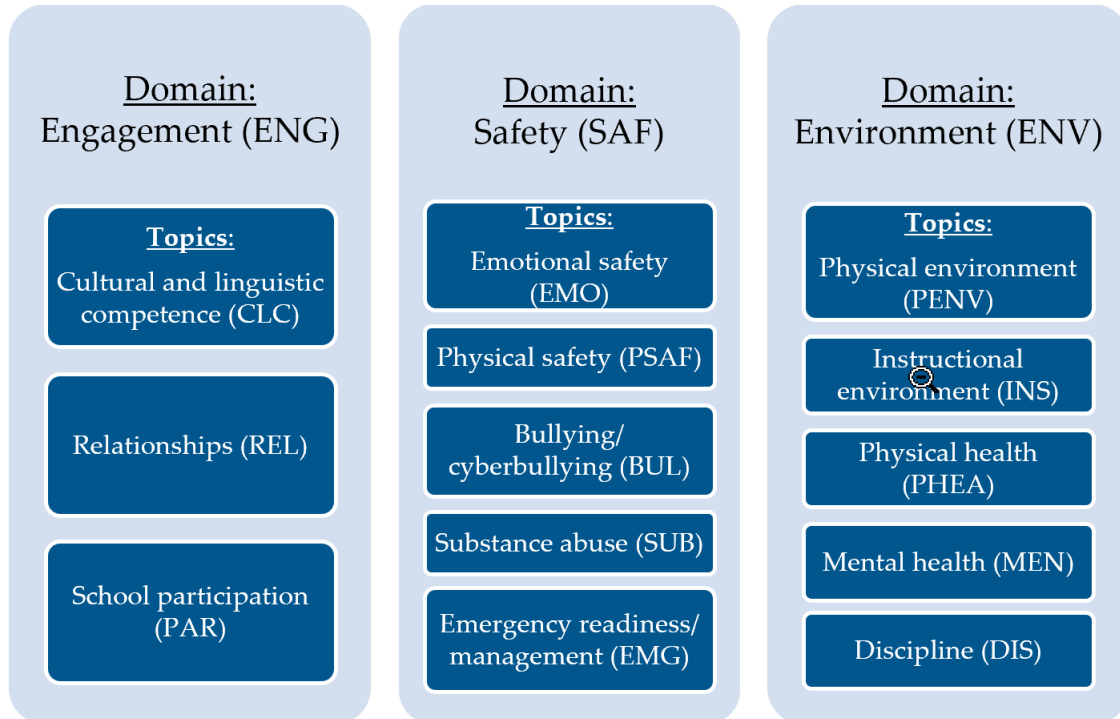 Domain:
Engagement (ENG)
Topics:
Cultural and linguistic
competence (CLC)
Relationships (REL)
School participation
(PAR)
Domain:
Safety (SAF)
Topics:
Emotional safety
(EMO)
Physical safety (PSAF)
Bullying/
cyberbullying (BUL)
Substance abuse (SUB)
Emergency readiness/
management (EMG)
Domain:
Environment (ENV)
Topics:
Physical environment
(PENV)
Instructional
environment (INS)
Physical health
(PHEA)
Mental health (MEN)
Discipline (DIS)